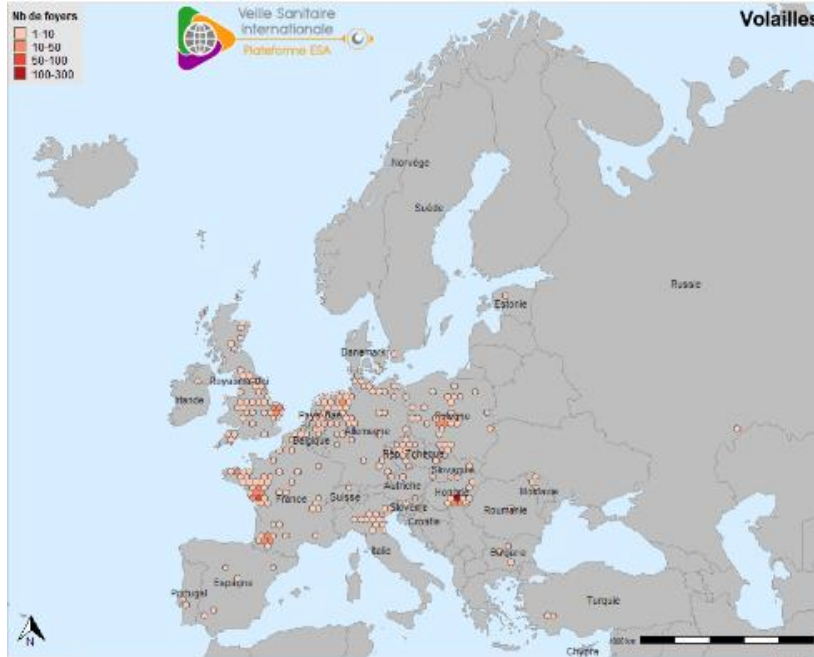 Nb de foyers
1-10
10-50
50-100
100-300
Veille Sanitaire
Internationale
Plateforme ESA
Volailles
Norvège
Suède
Russie
Estonie
Danemark
Royaume-Uni
Irlande
Pays-Bas
Pologne
Allemagne
Belgique
Rép. Tchèque
Slovaquie
Autriche
Hongrie
Moldavie
France
Suisse
Slovénie
Roumanie
Croatie
Italie
Bulgarie
Espagne
Portugal
Turquie
Chypre
N